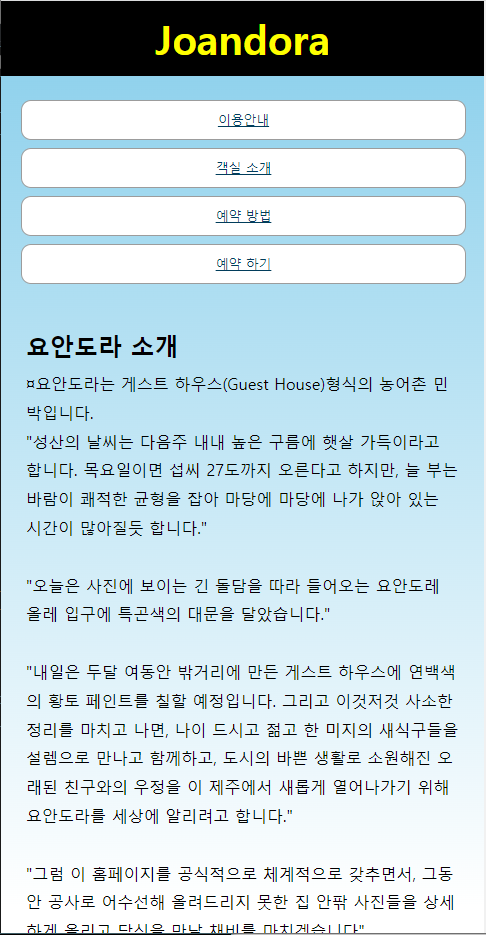 Joandora
이용안내
객실 소개
예약 방법
예약 하기
요안도라 소개
¤요안도라는 게스트 하우스(Guest House)형식의 농어촌 민
박입니다.
"성산의 날씨는 다음주 내내 높은 구름에 햇살 가득이라고
합니다. 목요일이면 섭씨 27도까지 오른다고 하지만, 늘 부는
바람이 쾌적한 균형을 잡아 마당에 마당에 나가 앉아 있는
시간이 많아질듯 합니다."
"오늘은 사진에 보이는 긴 돌담을 따라 들어오는 요안도레
올레 입구에 특곤색의 대문을 달았습니다."
"내일은 두달 여동안 밖거리에 만든 게스트 하우스에 연백색
의 황토 페인트를 칠할 예정입니다. 그리고 이것저것 사소한
정리를 마치고 나면, 나이 드시고 젊고 한 미지의 새식구들을
설렘으로 만나고 함께하고, 도시의 바쁜 생활로 소원해진 오
래된 친구와의 우정을 이 제주에서 새롭게 열어나가기 위해
요안도라를 세상에 알리려고 합니다."
"그럼 이 홈페이지를 공식적으로 체계적으로 갖추면서, 그동
안 공사로 어수선해 올려드리지 못한 집 안팎 사진들을 상세
하게 올리고 당신을 만날 채비를 마치겠습니다"